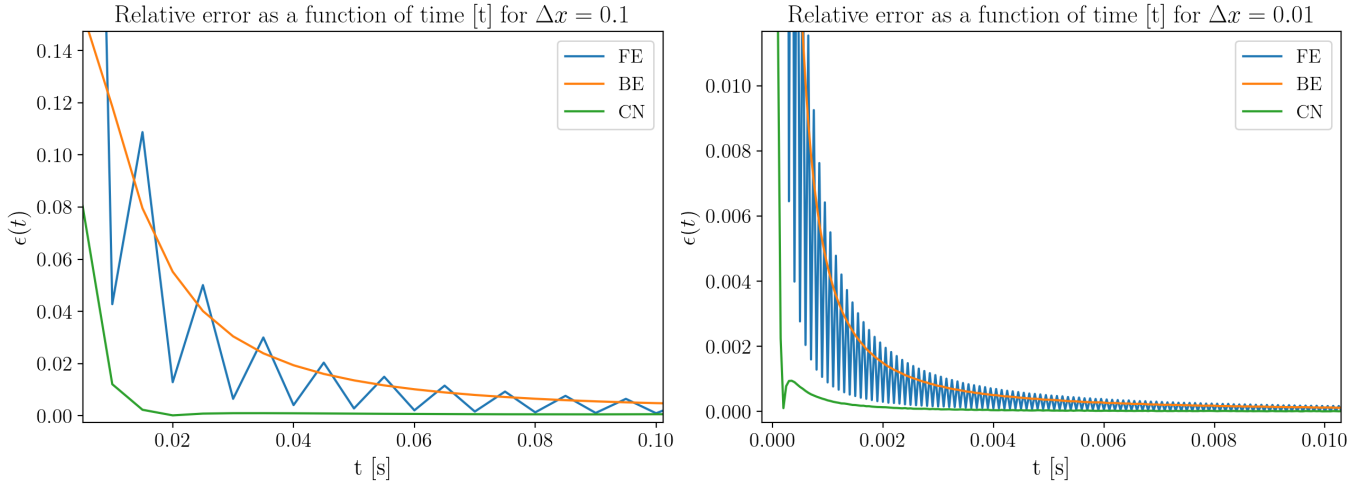 Relative error as a function of time [t] for Δx = 0.1
0.14
0.12
0.10
0.08
0.06
0.04
0.02
0.00
ϵ(t)
FE
BE
CN
0.02
0.04
0.06
0.08
0.10
t [s]
Relative error as a function of time [t] for Δx = 0.01
0.010
0.008
0.006
0.004
0.002
0.000
ϵ(t)
FE
BE
CN
0.000
0.002
0.004
0.006
0.008
0.010
t [s]